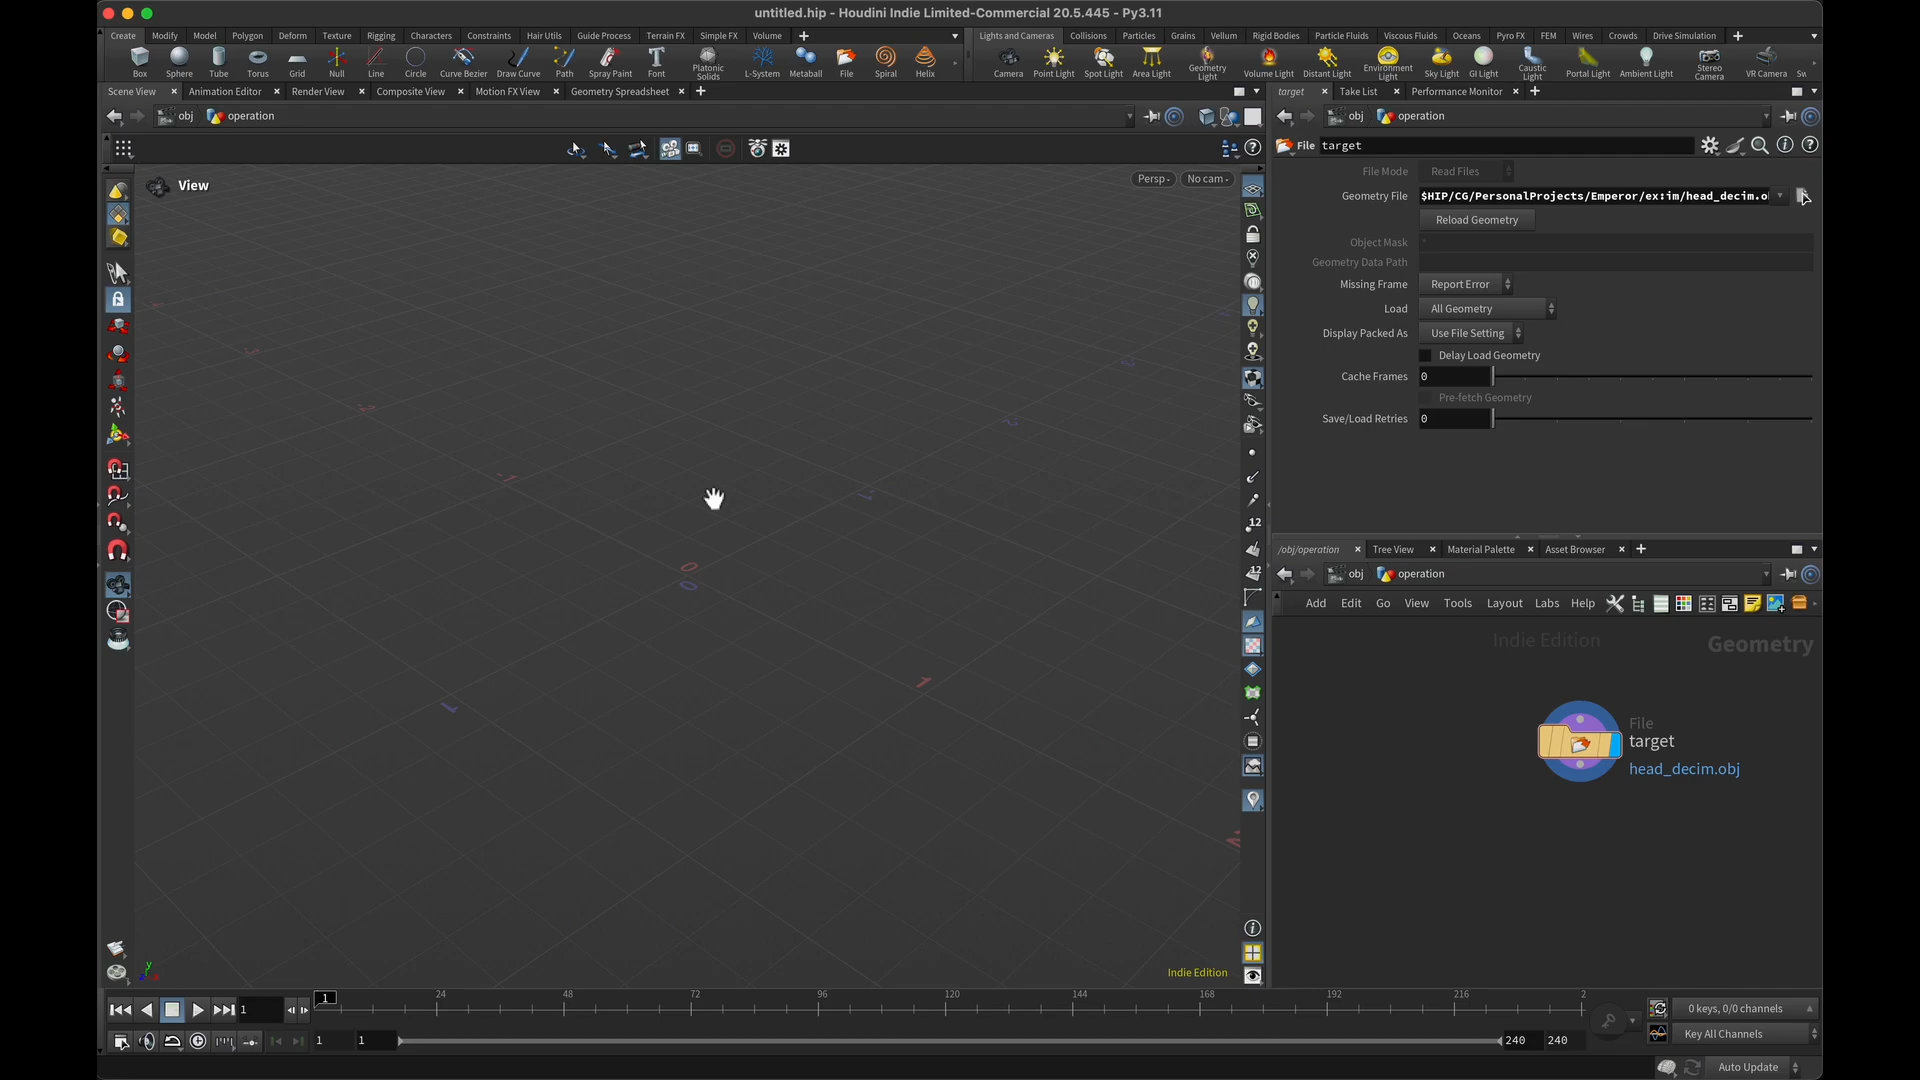 untitled.hip - Houdini Indie Limited-Commercial 20.5.445 - Py3.11
Create Modify Model Polygon Deform Texture Rigging Characters Constraints Hair Utils Guide Process Terrain FX Simple FX Volume
Lights and Cameras Collisions Particles Grains Vellum Rigid Bodies Particle Fluids Viscous Fluids Oceans Pyro FX FEM Wires Crowds Drive Simulation
Box Sphere Tube Torus Grid Null Line Circle Curve Bezier Draw Curve Path Spray Paint Font Platonic Solids L-System Metaball File Spiral Helix
Camera Point Light Spot Light Area Light Geometry Light Volume Light Distant Light Environment Light Sky Light GI Light Caustic Light Portal Light Ambient Light Stereo Camera VR Camera Sw
Scene View Animation Editor Render View Composite View Motion FX View Geometry Spreadsheet
target Take List Performance Monitor
obj operation
obj operation
File target
File Mode Read Files
Geometry File $HIP/CG/PersonalProjects/Emperor/ex:im/head_decim.o
Reload Geometry
Object Mask *
Geometry Data Path
Missing Frame Report Error
Load All Geometry
Display Packed As Use File Setting
Delay Load Geometry
Cache Frames 0
Pre-fetch Geometry
Save/Load Retries 0
View
Persp No cam
12
12
0
0
1
1
Indie Edition
/obj/operation Tree View Material Palette Asset Browser
obj operation
Add Edit Go View Tools Layout Labs Help
Indie Edition
Geometry
File
target
head_decim.obj
1 1 24 48 72 96 120 144 168 192 216 2
0 keys, 0/0 channels
1 1 240 240
Key All Channels
Auto Update